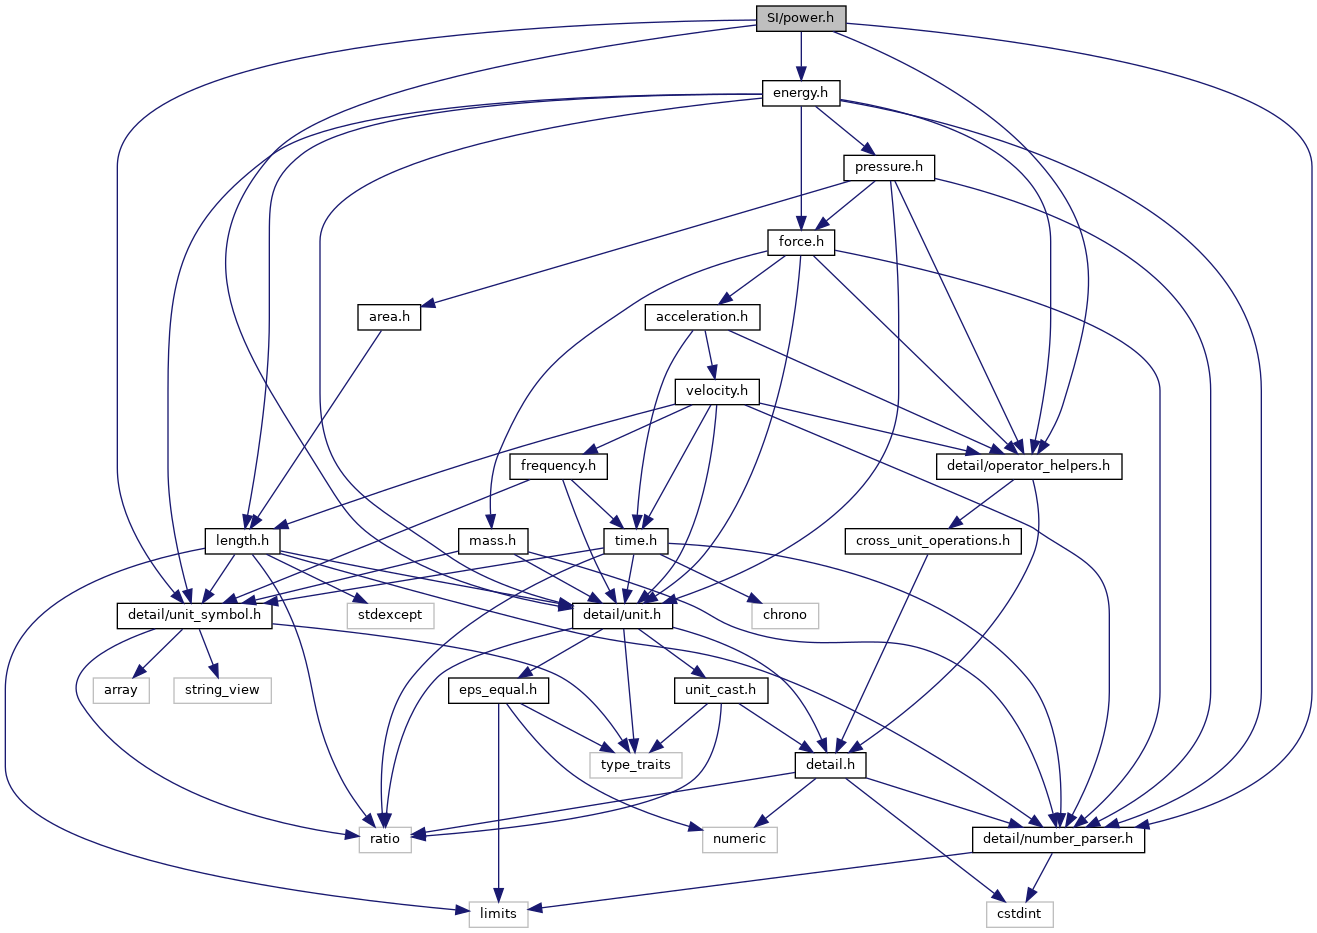 SI/power.h
energy.h
pressure.h
force.h
area.h
acceleration.h
velocity.h
frequency.h
detail/operator_helpers.h
length.h
mass.h
time.h
cross_unit_operations.h
detail/unit_symbol.h
stdexcept
detail/unit.h
chrono
array
string_view
eps_equal.h
unit_cast.h
type_traits
detail.h
ratio
numeric
detail/number_parser.h
limits
cstdint